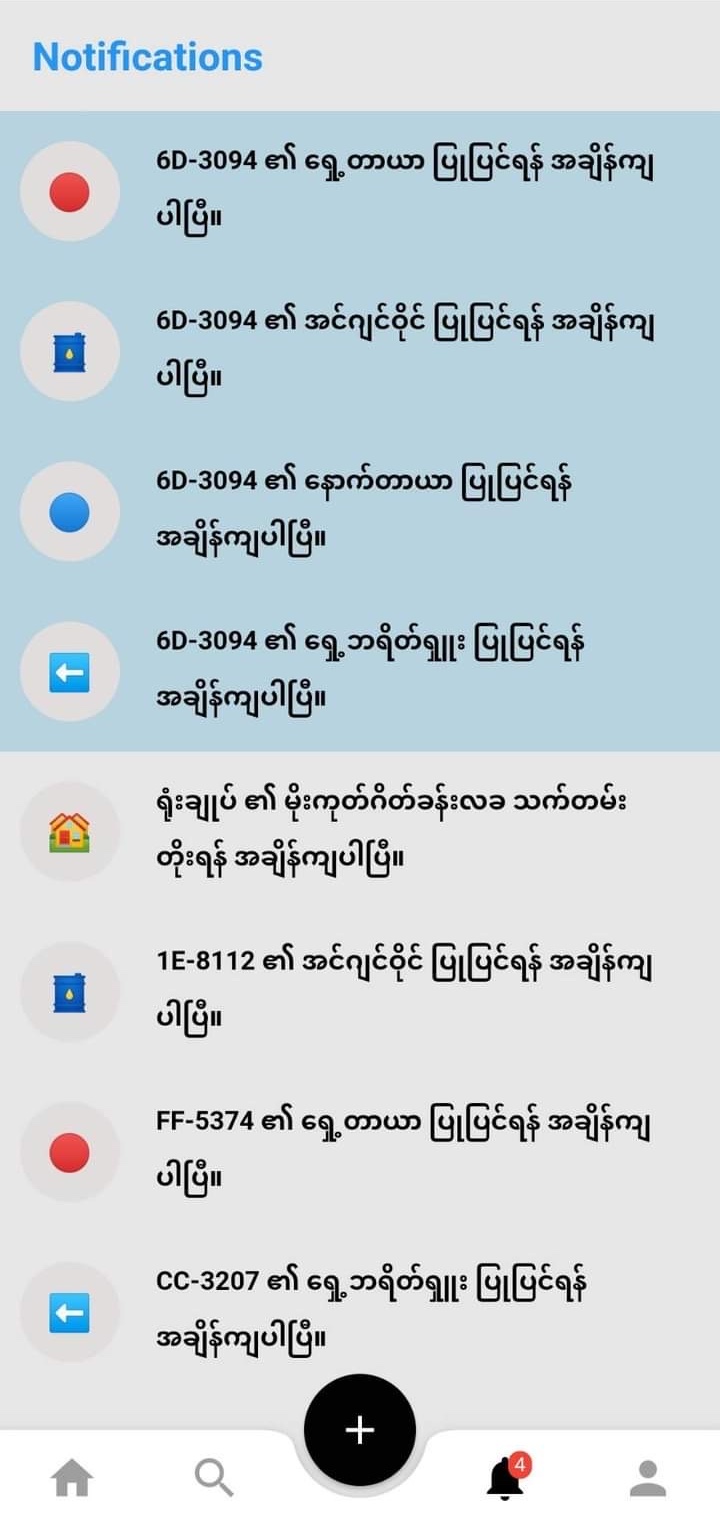 Notifications
6D-3094 ၏ ရှေ့တာယာ ပြုပြင်ရန် အချိန်ကျ
ပါပြီ။
6D-3094 ၏ အင်ဂျင်ဝိုင် ပြုပြင်ရန် အချိန်ကျ
ပါပြီ။
6D-3094 ၏ နောက်တာယာ ပြုပြင်ရန်
အချိန်ကျပါပြီ။
6D-3094 ၏ ရှေ့ဘရိတ်ရှူး ပြုပြင်ရန်
အချိန်ကျပါပြီ။
ရုံးချုပ် ၏ မိုးကုတ်ဂိတ်ခန်းလခ သက်တမ်း
တိုးရန် အချိန်ကျပါပြီ။
1E-8112 ၏ အင်ဂျင်ဝိုင် ပြုပြင်ရန် အချိန်ကျ
ပါပြီ။
FF-5374 ၏ ရှေ့တာယာ ပြုပြင်ရန် အချိန်ကျ
ပါပြီ။
CC-3207 ၏ ရှေ့ဘရိတ်ရှူး ပြုပြင်ရန်
အချိန်ကျပါပြီ။
4